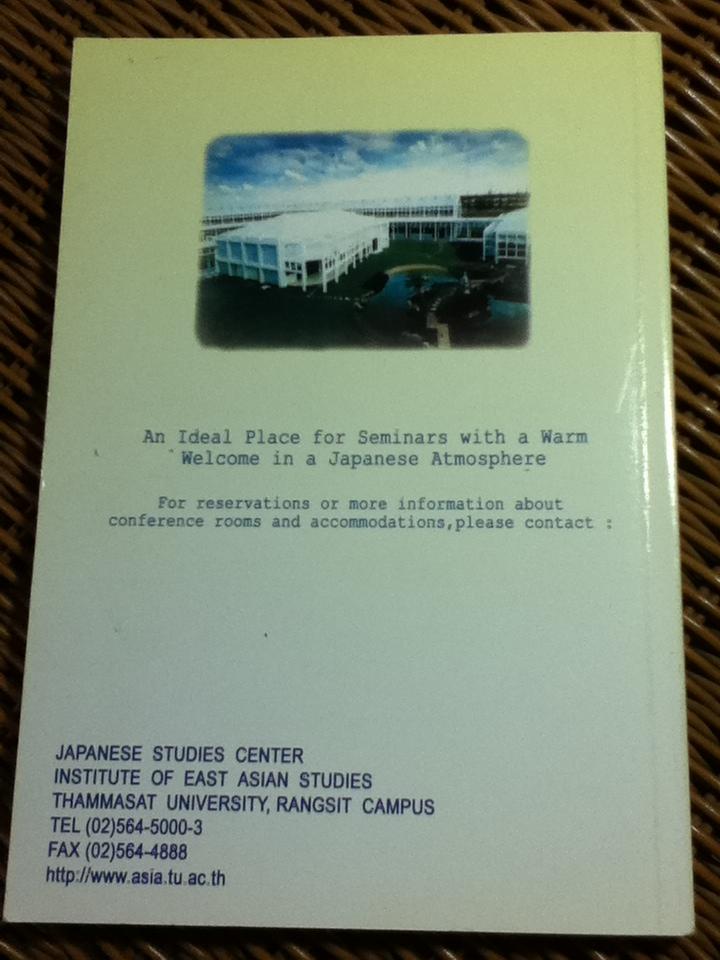 An Ideal Place for Seminars with a Warm
Welcome in a Japanese Atmosphere
For reservations or more information about
conference rooms and accommodations,please contact :
JAPANESE STUDIES CENTER
INSTITUTE OF EAST ASIAN STUDIES
THAMMASAT UNIVERSITY, RANGSIT CAMPUS
TEL (02)564-5000-3
FAX (02)564-4888
http://www.asia.tu.ac.th